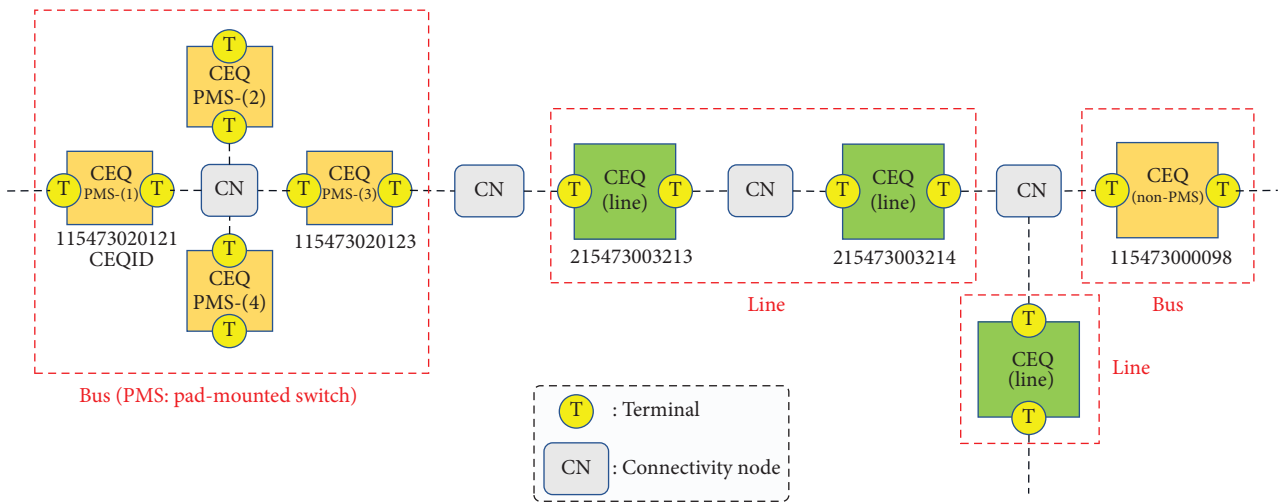 T
CEQ
PMS-(2)
T
T
CEQ
PMS-(1)
T
CN
T
CEQ
PMS-(3)
T
115473020121
CEQID
115473020123
T
CEQ
PMS-(4)
T
Bus (PMS: pad-mounted switch)
CN
T
CEQ
(line)
T
215473003213
CN
T
CEQ
(line)
T
215473003214
Line
CN
T
CEQ
(non-PMS)
T
115473000098
Bus
T
CEQ
(line)
T
Line
T : Terminal
CN : Connectivity node